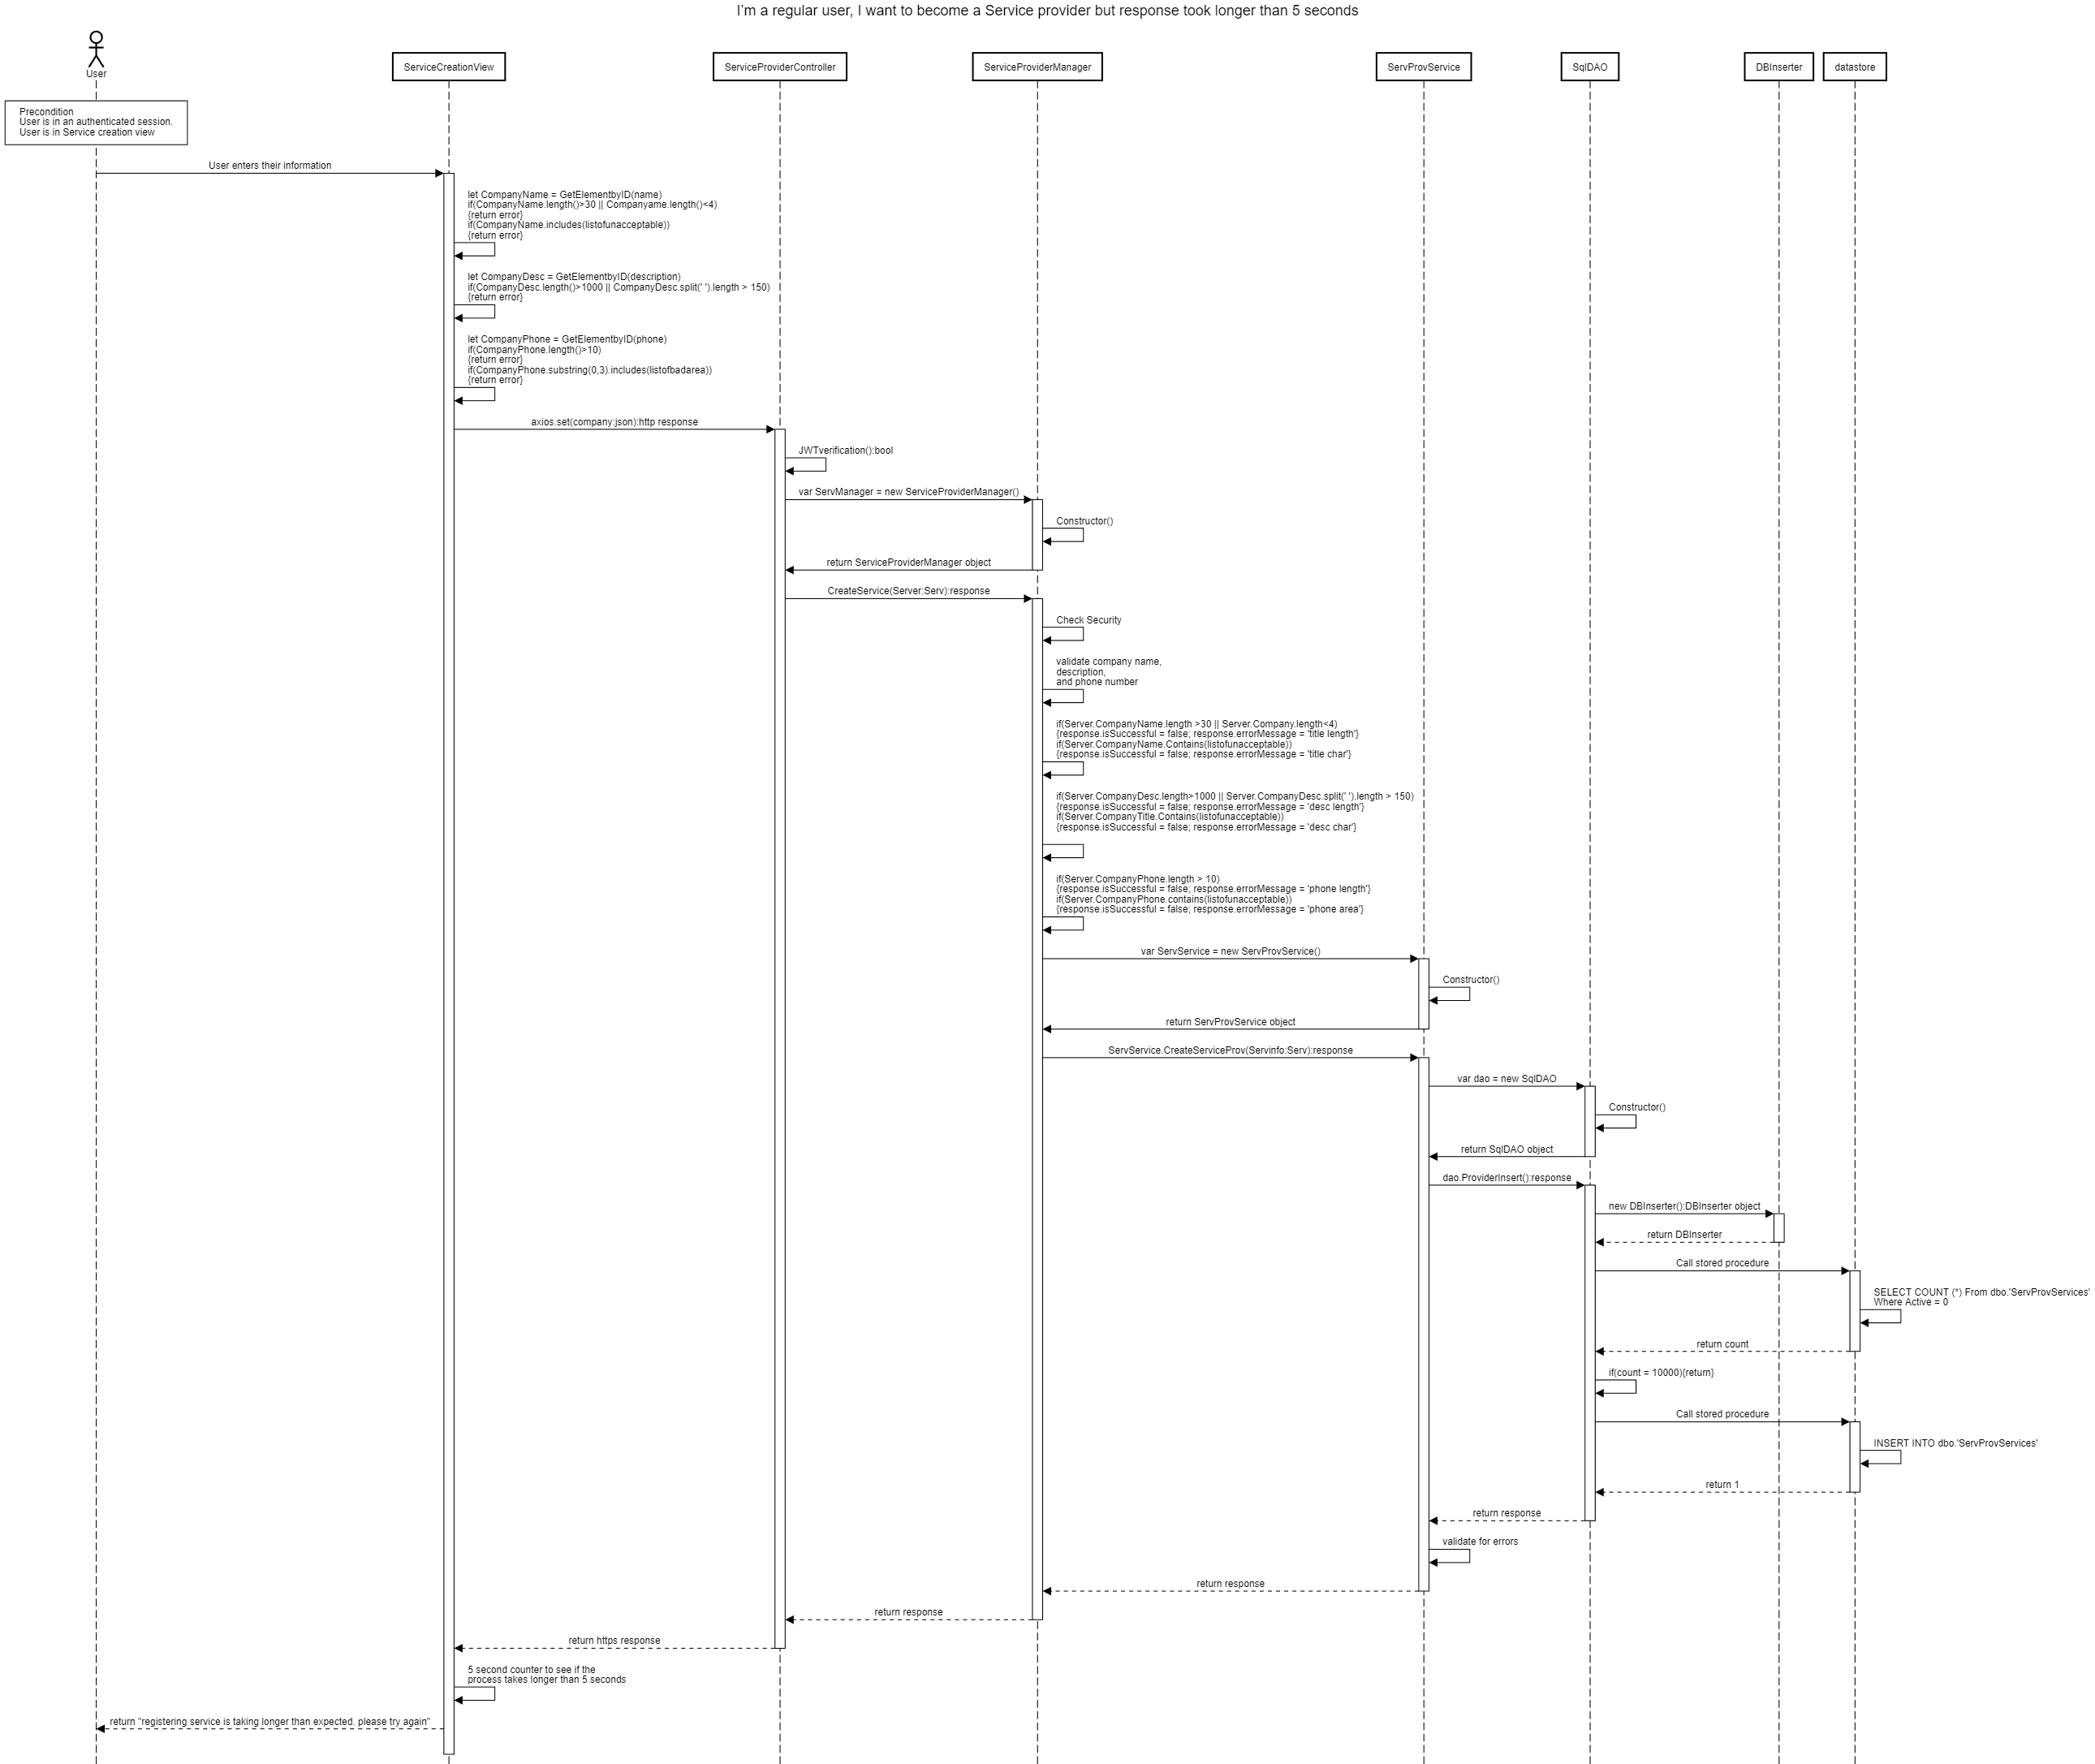 I'm a regular user, I want to become a Service provider but response took longer than 5 seconds
User
ServiceCreationView
ServiceProviderController
ServiceProviderManager
ServProvService
SqlDAO
DBInserter
datastore
Precondition
User is in an authenticated session.
User is in Service creation view
User enters their information
let CompanyName = GetElementbyID(name)
if(CompanyName.length()>30 || Companyame.length()<4)
{return error}
if(CompanyName.includes(listofunacceptable))
{return error}
let CompanyDesc = GetElementbyID(description)
if(CompanyDesc.length()>1000 || CompanyDesc.split(' ').length > 150)
{return error}
let CompanyPhone = GetElementbyID(phone)
if(CompanyPhone.length()>10)
{return error}
if(CompanyPhone.substring(0,3).includes(listofbadarea))
{return error}
axios.set(company:json):http response
JWTverification():bool
var ServManager = new ServiceProviderManager()
Constructor()
return ServiceProviderManager object
CreateService(Server:Serv):response
Check Security
validate company name,
description,
and phone number
if(Server.CompanyName.length >30 || Server.Company.length<4)
{response.isSuccessful = false; response.errorMessage = 'title length'}
if(Server.CompanyName.Contains(listofunacceptable))
{response.isSuccessful = false; response.errorMessage = 'title char'}
if(Server.CompanyDesc.length>1000 || Server.CompanyDesc.split(' ').length > 150)
{response.isSuccessful = false; response.errorMessage = 'desc length'}
if(Server.CompanyTitle.Contains(listofunacceptable))
{response.isSuccessful = false; response.errorMessage = 'desc char'}
if(Server.CompanyPhone.length > 10)
{response.isSuccessful = false; response.errorMessage = 'phone length'}
if(Server.CompanyPhone.contains(listofunacceptable))
{response.isSuccessful = false; response.errorMessage = 'phone area'}
var ServService = new ServProvService()
Constructor()
return ServProvService object
ServService.CreateServiceProv(Servinfo:Serv):response
var dao = new SqlDAO
Constructor()
return SqlDAO object
dao.ProviderInsert():response
new DBInserter():DBInserter object
return DBInserter
Call stored procedure
SELECT COUNT (*) From dbo.'ServProvServices'
Where Active = 0
return count
if(count = 10000){return}
Call stored procedure
INSERT INTO dbo.'ServProvServices'
return 1
return response
validate for errors
return response
return response
return https response
5 second counter to see if the
process takes longer than 5 seconds
return "registering service is taking longer than expected. please try again"